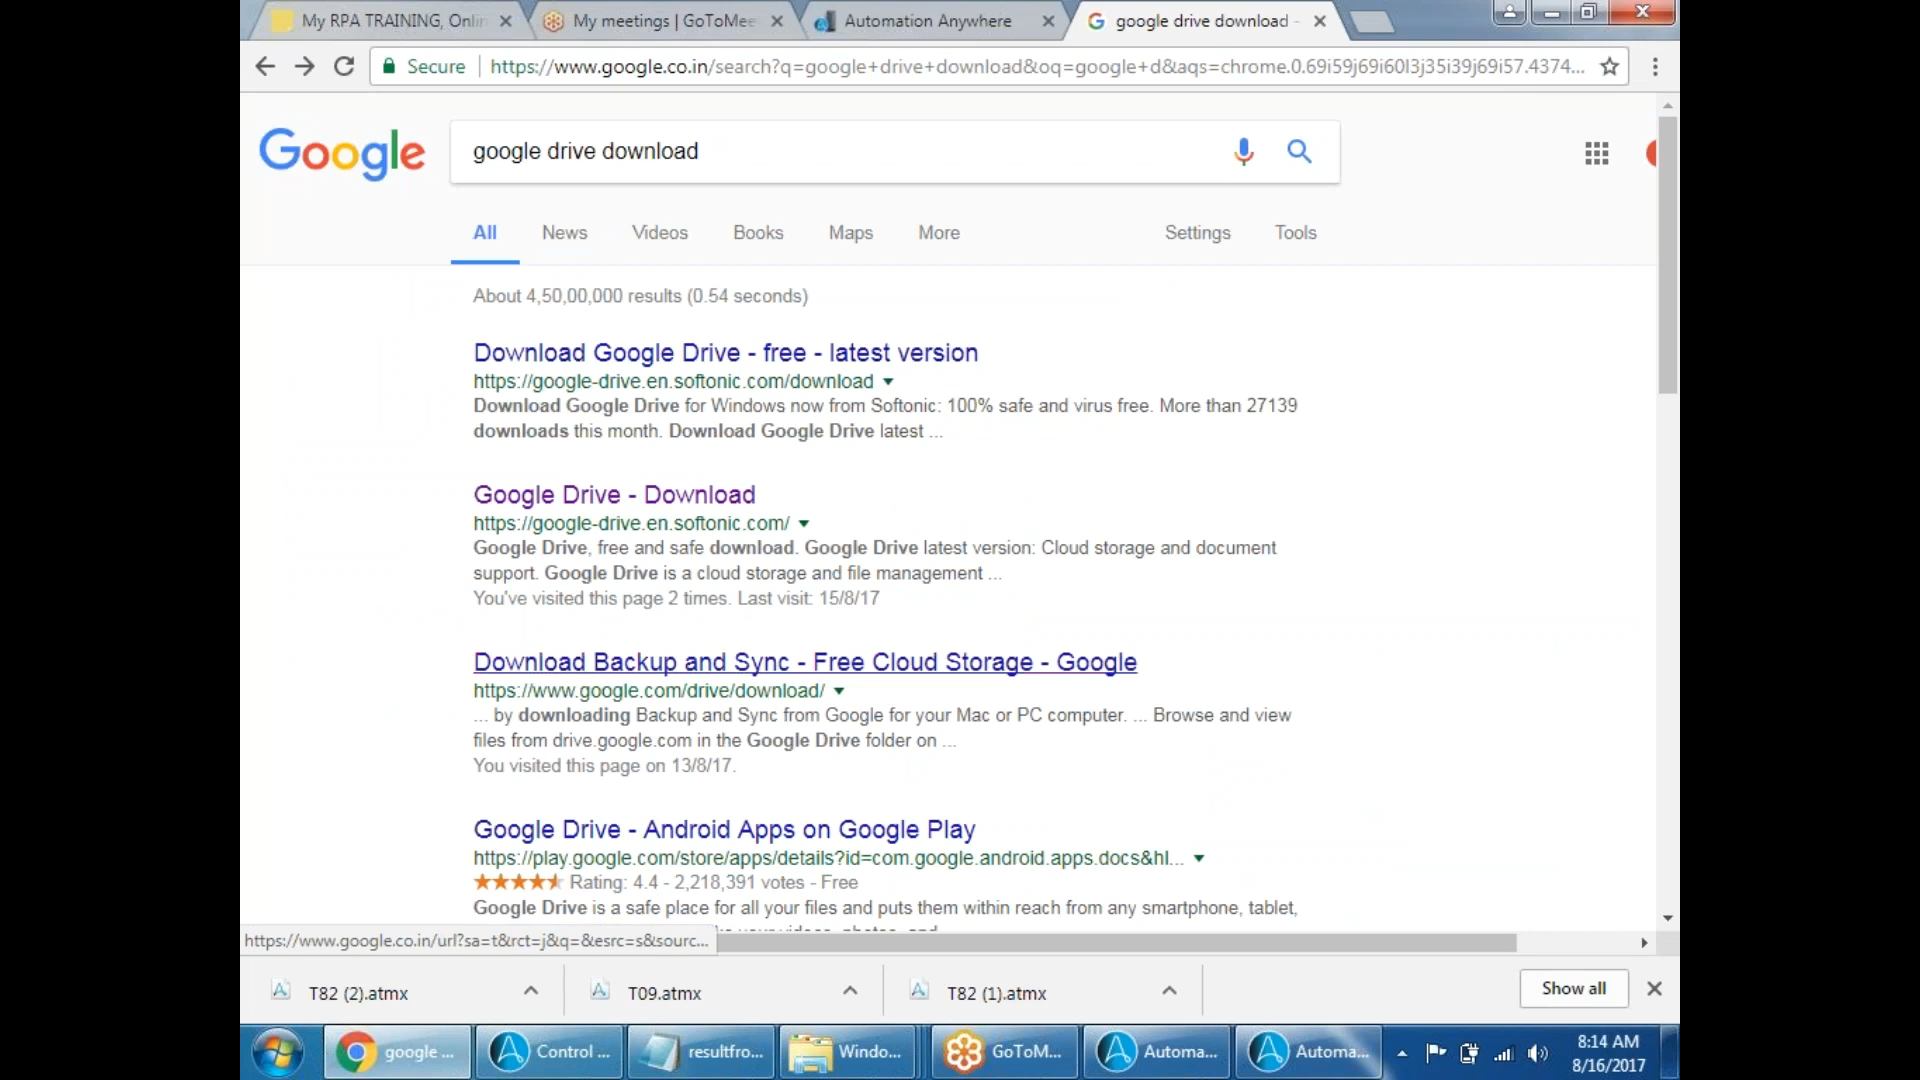 My RPA TRAINING, Onlin
My meetings | GoToMee
Automation Anywhere
google drive download -
Secure
https://www.google.co.in/search?q=google+drive+download&oq=google+d&aqs=chrome.0.69i59j69i60l3j35i39j69i57.4374...
Google
google drive download
All
News
Videos
Books
Maps
More
Settings
Tools
About 4,50,00,000 results (0.54 seconds)
Download Google Drive - free - latest version
https://google-drive.en.softonic.com/download
Download Google Drive for Windows now from Softonic: 100% safe and virus free. More than 27139
downloads this month. Download Google Drive latest ...
Google Drive - Download
https://google-drive.en.softonic.com/
Google Drive, free and safe download. Google Drive latest version: Cloud storage and document
support. Google Drive is a cloud storage and file management ...
You've visited this page 2 times. Last visit: 15/8/17
Download Backup and Sync - Free Cloud Storage - Google
https://www.google.com/drive/download/
... by downloading Backup and Sync from Google for your Mac or PC computer. ... Browse and view
files from drive.google.com in the Google Drive folder on ...
You visited this page on 13/8/17.
Google Drive - Android Apps on Google Play
https://play.google.com/store/apps/details?id=com.google.android.apps.docs&hl...
Rating: 4.4 - 2,218,391 votes - Free
Google Drive is a safe place for all your files and puts them within reach from any smartphone, tablet,
https://www.google.co.in/url?sa=t&rct=j&q=&esrc=s&sourc...
T82 (2).atmx
T09.atmx
T82 (1).atmx
Show all
google ...
Control ...
resultfro...
Windo...
GoToM...
Automa...
Automa...
8:14 AM
8/16/2017